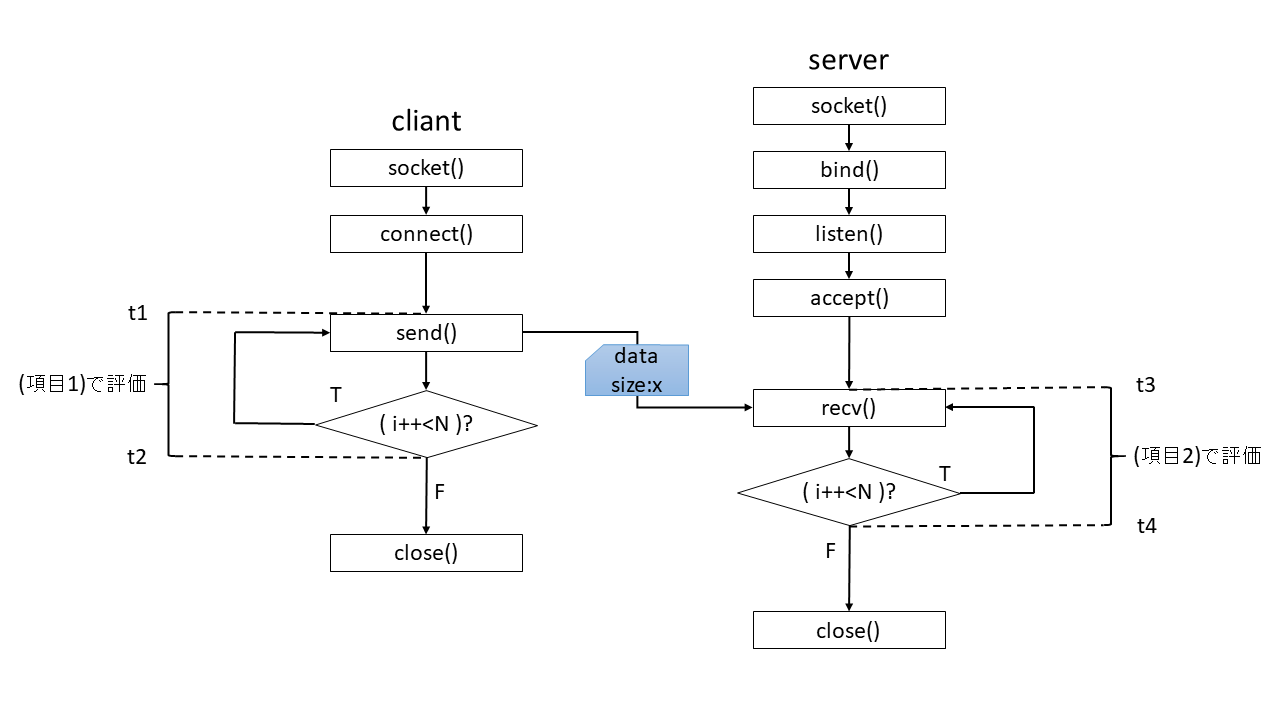 server
socket()
bind()
listen()
accept()
cliant
socket()
connect()
t1
send()
(項目1)で評価
T
( i++<N )?
t2
F
close()
data
size:x
t3
recv()
(項目2)で評価
T
( i++<N )?
t4
F
close()